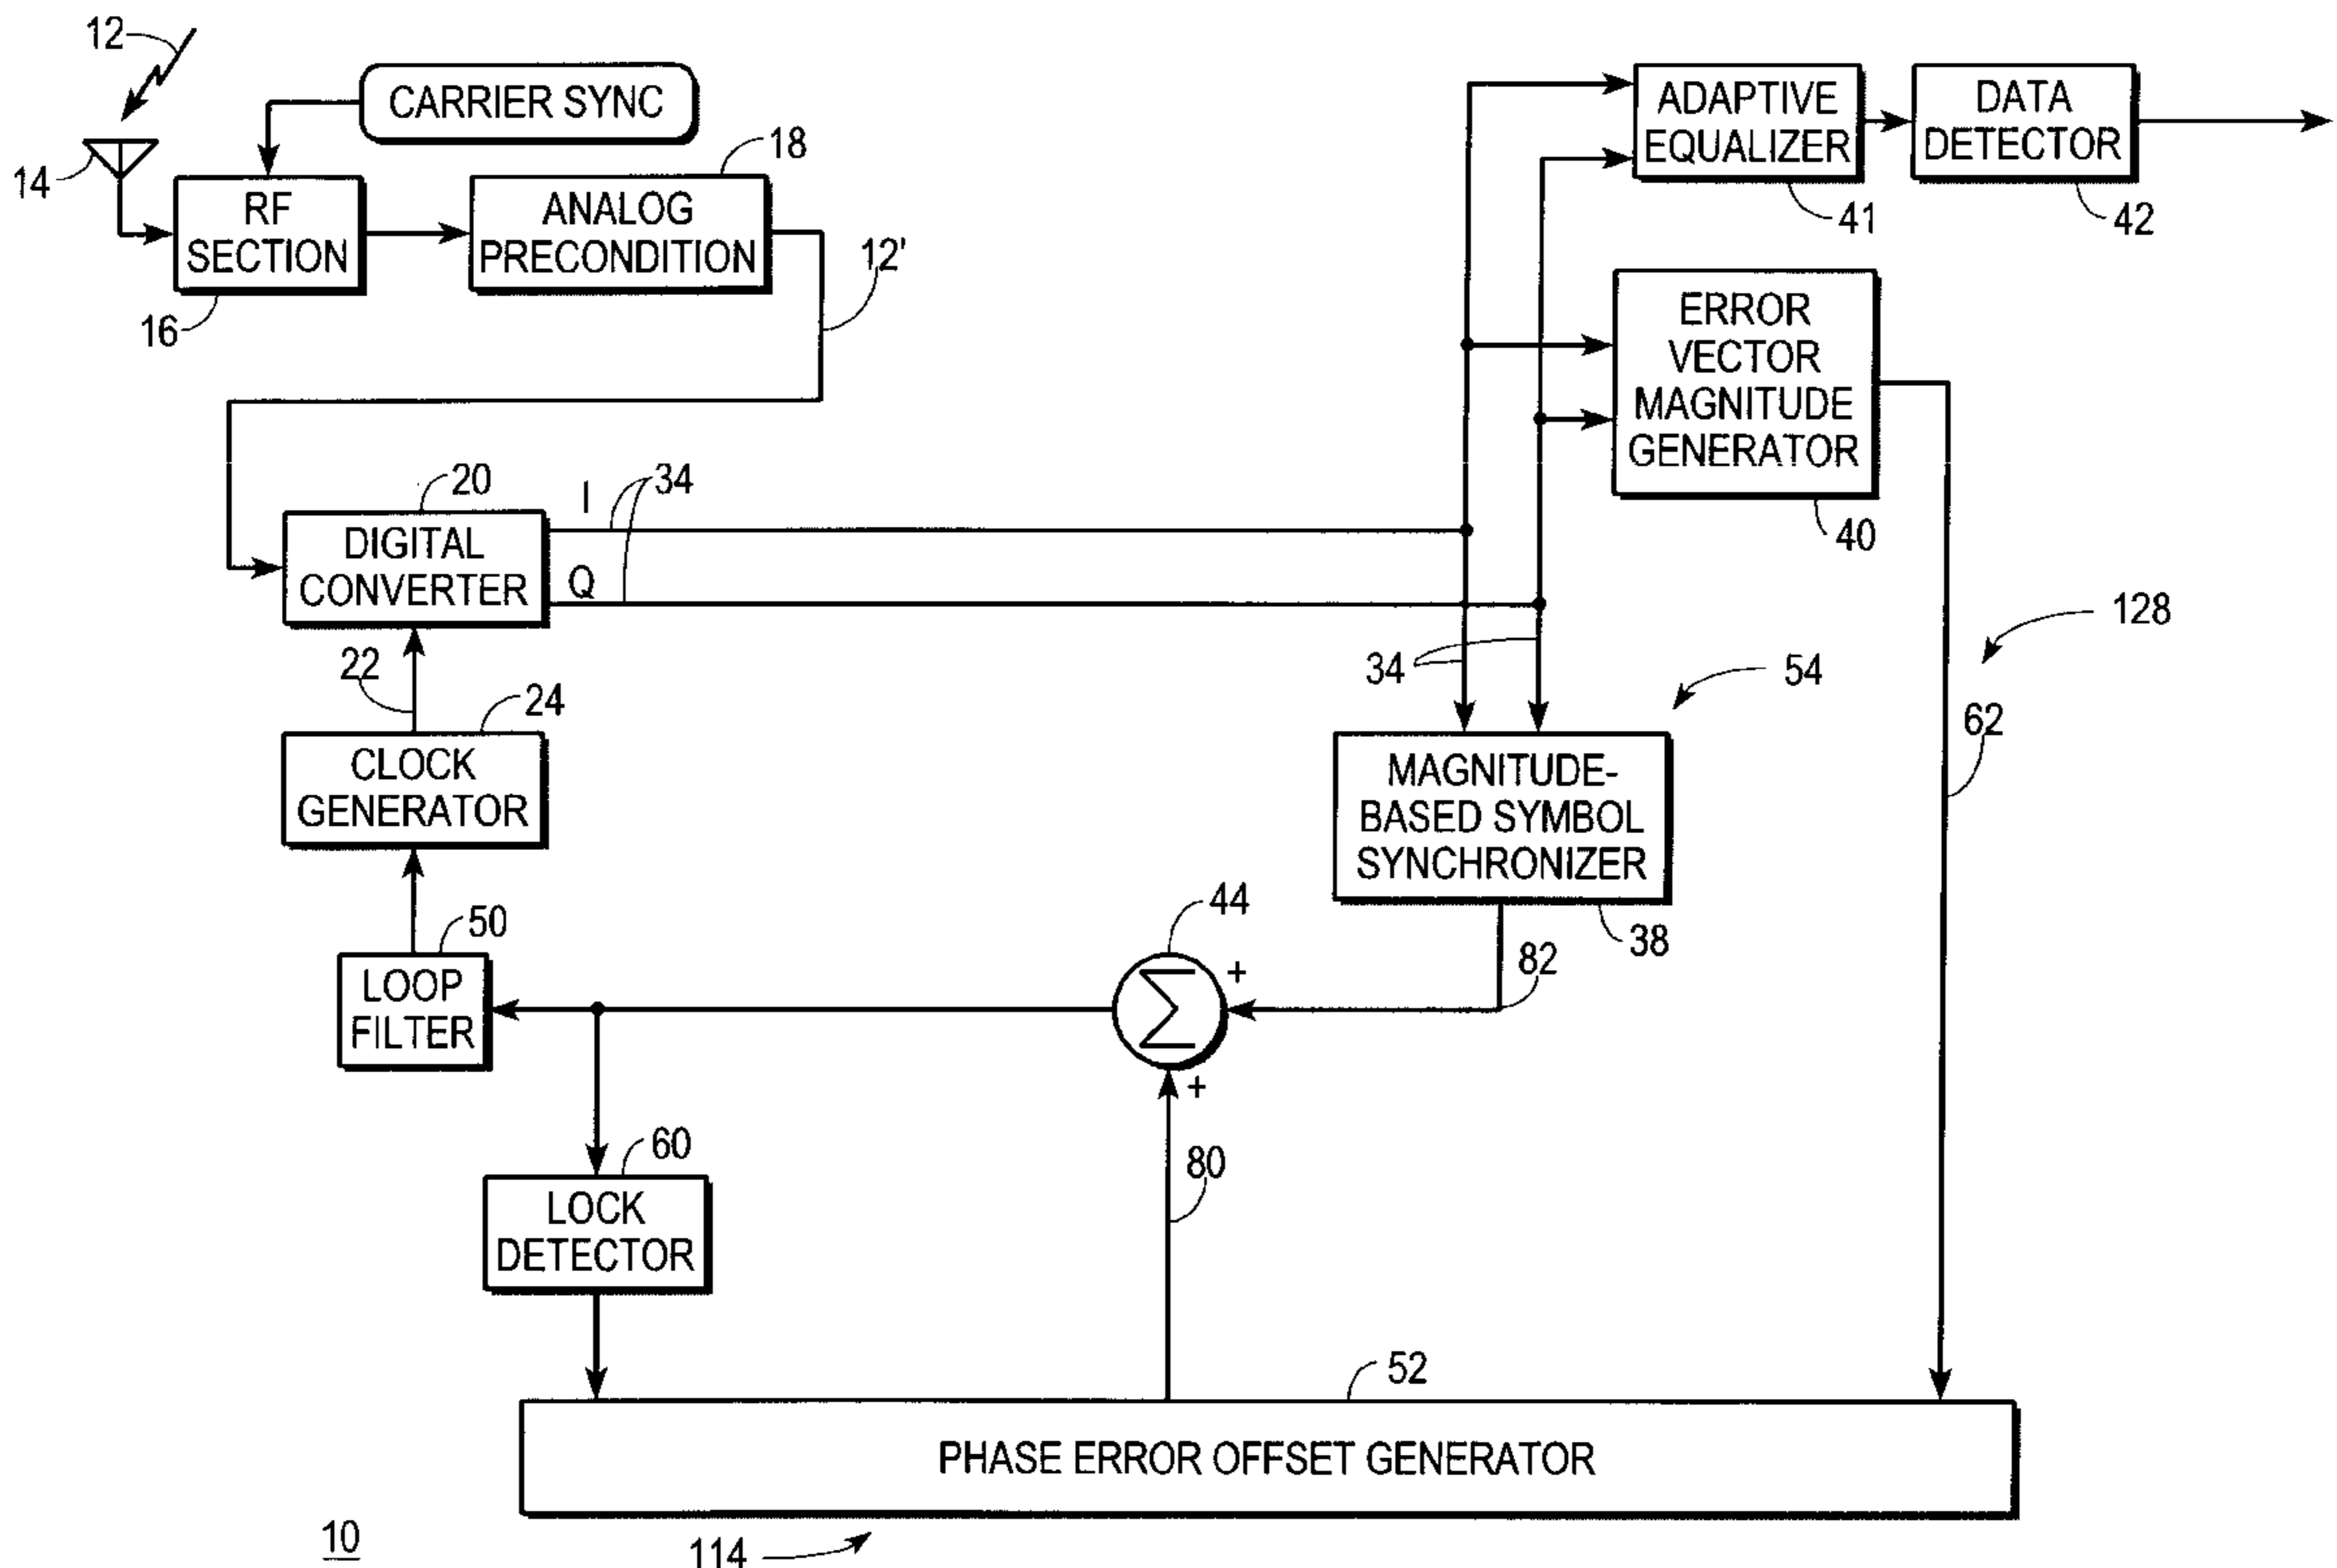 12
CARRIER SYNC
14
RF
SECTION
16
18
ANALOG
PRECONDITION
12'
ADAPTIVE
EQUALIZER
41
DATA
DETECTOR
42
ERROR
VECTOR
MAGNITUDE
GENERATOR
40
20
DIGITAL
CONVERTER
I
Q
34
22
24
CLOCK
GENERATOR
34
54
128
62
MAGNITUDE-
BASED SYMBOL
SYNCHRONIZER
38
82
50
LOOP
FILTER
44
Σ
+
+
60
LOCK
DETECTOR
80
52
PHASE ERROR OFFSET GENERATOR
10
114